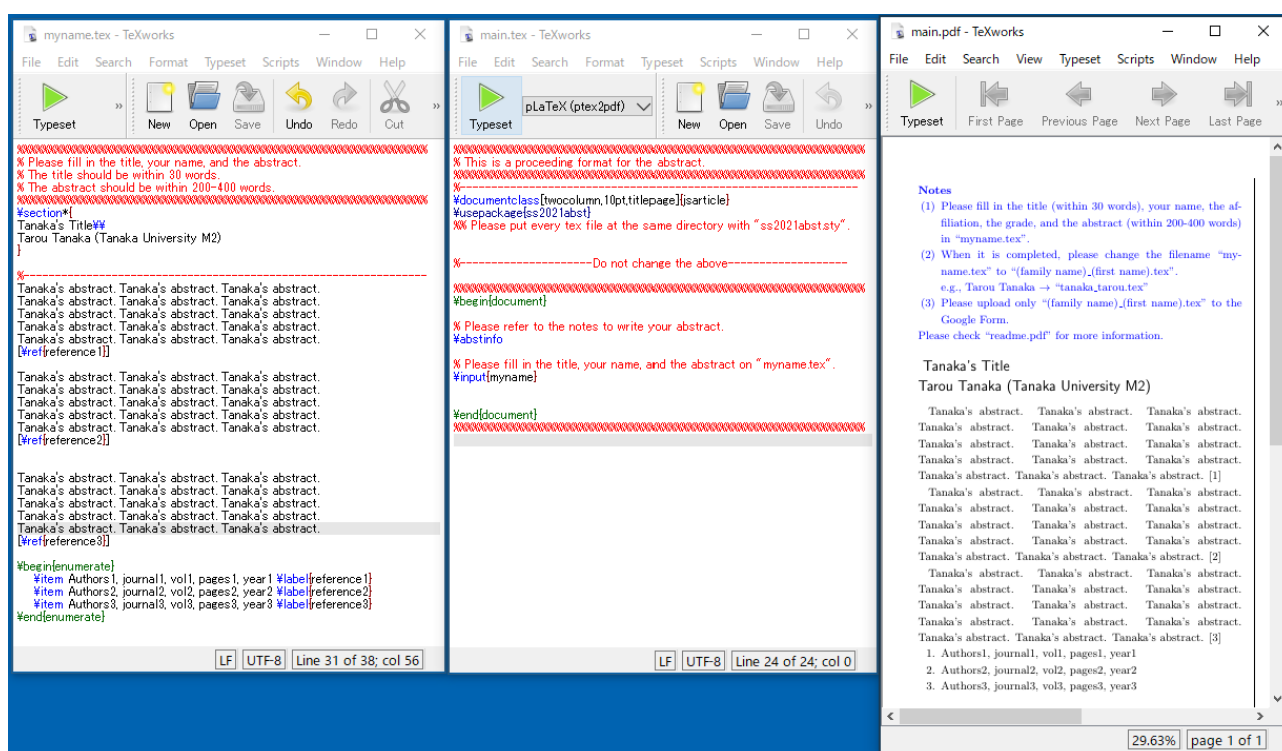 myname.tex - TeXworks
File Edit Search Format Typeset Scripts Window Help
Typeset » New Open Save Undo Redo Cut »
%%%%%%%%%%%%%%%%%%%%%%%%%%%%%%%%%%%%%%%%
% Please fill in the title, your name, and the abstract.
% The title should be within 30 words.
% The abstract should be within 200-400 words.
%%%%%%%%%%%%%%%%%%%%%%%%%%%%%%%%%%%%%%%%
¥section*{
Tanaka's Title¥¥
Tarou Tanaka (Tanaka University M2)
}
%------------------------------------------------------------------
Tanaka's abstract. Tanaka's abstract. Tanaka's abstract.
Tanaka's abstract. Tanaka's abstract. Tanaka's abstract.
Tanaka's abstract. Tanaka's abstract. Tanaka's abstract.
Tanaka's abstract. Tanaka's abstract. Tanaka's abstract.
Tanaka's abstract. Tanaka's abstract. Tanaka's abstract.
[¥ref{reference1}]
Tanaka's abstract. Tanaka's abstract. Tanaka's abstract.
Tanaka's abstract. Tanaka's abstract. Tanaka's abstract.
Tanaka's abstract. Tanaka's abstract. Tanaka's abstract.
Tanaka's abstract. Tanaka's abstract. Tanaka's abstract.
Tanaka's abstract. Tanaka's abstract. Tanaka's abstract.
[¥ref{reference2}]
Tanaka's abstract. Tanaka's abstract. Tanaka's abstract.
Tanaka's abstract. Tanaka's abstract. Tanaka's abstract.
Tanaka's abstract. Tanaka's abstract. Tanaka's abstract.
Tanaka's abstract. Tanaka's abstract. Tanaka's abstract.
Tanaka's abstract. Tanaka's abstract. Tanaka's abstract.
[¥ref{reference3}]
¥begin{enumerate}
¥item Authors1, journal1, vol1, pages1, year1 ¥label{reference1}
¥item Authors2, journal2, vol2, pages2, year2 ¥label{reference2}
¥item Authors3, journal3, vol3, pages3, year3 ¥label{reference3}
¥end{enumerate}
LF UTF-8 Line 31 of 38; col 56
main.tex - TeXworks
File Edit Search Format Typeset Scripts Window Help
Typeset pLaTeX (ptex2pdf) New Open Save Undo »
%%%%%%%%%%%%%%%%%%%%%%%%%%%%%%%%%%%%%%%%
% This is a proceeding format for the abstract.
%%%%%%%%%%%%%%%%%%%%%%%%%%%%%%%%%%%%%%%%
%------------------------------------------------------------------
¥documentclass[twocolumn,10pt,titlepage]{jsarticle}
¥usepackage{ss2021abst}
%% Please put every tex file at the same directory with "ss2021abst.sty".
%----------------------Do not change the above--------------------
%%%%%%%%%%%%%%%%%%%%%%%%%%%%%%%%%%%%%%%%
¥begin{document}
% Please refer to the notes to write your abstract.
¥abstinfo
% Please fill in the title, your name, and the abstract on "myname.tex".
¥input{myname}
¥end{document}
%%%%%%%%%%%%%%%%%%%%%%%%%%%%%%%%%%%%%%%%
LF UTF-8 Line 24 of 24; col 0
main.pdf - TeXworks
File Edit Search View Typeset Scripts Window Help
Typeset First Page Previous Page Next Page Last Page »
Notes
(1) Please fill in the title (within 30 words), your name, the af-
filiation, the grade, and the abstract (within 200-400 words)
in “myname.tex”.
(2) When it is completed, please change the filename “my-
name.tex” to “(family name)_(first name).tex”.
e.g., Tarou Tanaka → “tanaka_tarou.tex”
(3) Please upload only “(family name)_(first name).tex” to the
Google Form.
Please check “readme.pdf” for more information.
Tanaka's Title
Tarou Tanaka (Tanaka University M2)
Tanaka's abstract. Tanaka's abstract. Tanaka's abstract.
Tanaka's abstract. Tanaka's abstract. Tanaka's abstract.
Tanaka's abstract. Tanaka's abstract. Tanaka's abstract.
Tanaka's abstract. Tanaka's abstract. Tanaka's abstract.
Tanaka's abstract. Tanaka's abstract. Tanaka's abstract. [1]
Tanaka's abstract. Tanaka's abstract. Tanaka's abstract.
Tanaka's abstract. Tanaka's abstract. Tanaka's abstract.
Tanaka's abstract. Tanaka's abstract. Tanaka's abstract.
Tanaka's abstract. Tanaka's abstract. Tanaka's abstract.
Tanaka's abstract. Tanaka's abstract. Tanaka's abstract. [2]
Tanaka's abstract. Tanaka's abstract. Tanaka's abstract.
Tanaka's abstract. Tanaka's abstract. Tanaka's abstract.
Tanaka's abstract. Tanaka's abstract. Tanaka's abstract.
Tanaka's abstract. Tanaka's abstract. Tanaka's abstract.
Tanaka's abstract. Tanaka's abstract. Tanaka's abstract. [3]
1. Authors1, journal1, vol1, pages1, year1
2. Authors2, journal2, vol2, pages2, year2
3. Authors3, journal3, vol3, pages3, year3
29.63% page 1 of 1